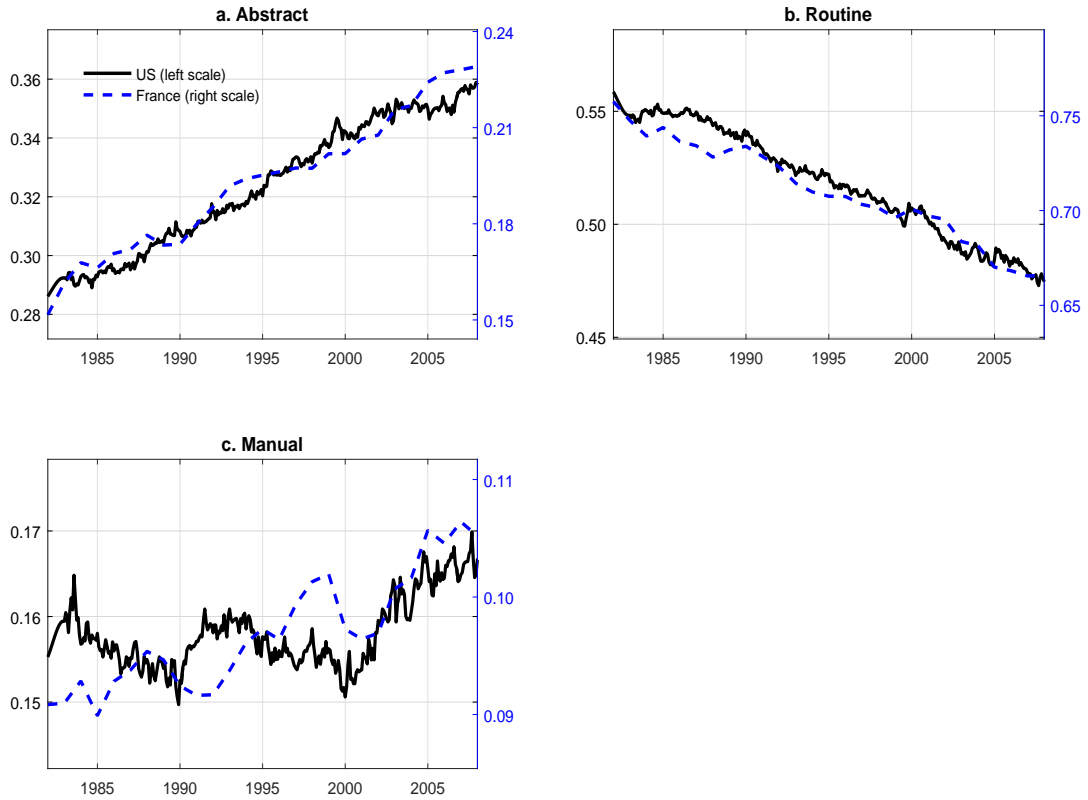 a. Abstract
US (left scale)
France (right scale)
0.36
0.34
0.32
0.30
0.28
0.24
0.21
0.18
0.15
1985 1990 1995 2000 2005
b. Routine
0.55
0.50
0.45
0.75
0.70
0.65
1985 1990 1995 2000 2005
c. Manual
0.17
0.16
0.15
0.11
0.10
0.09
1985 1990 1995 2000 2005